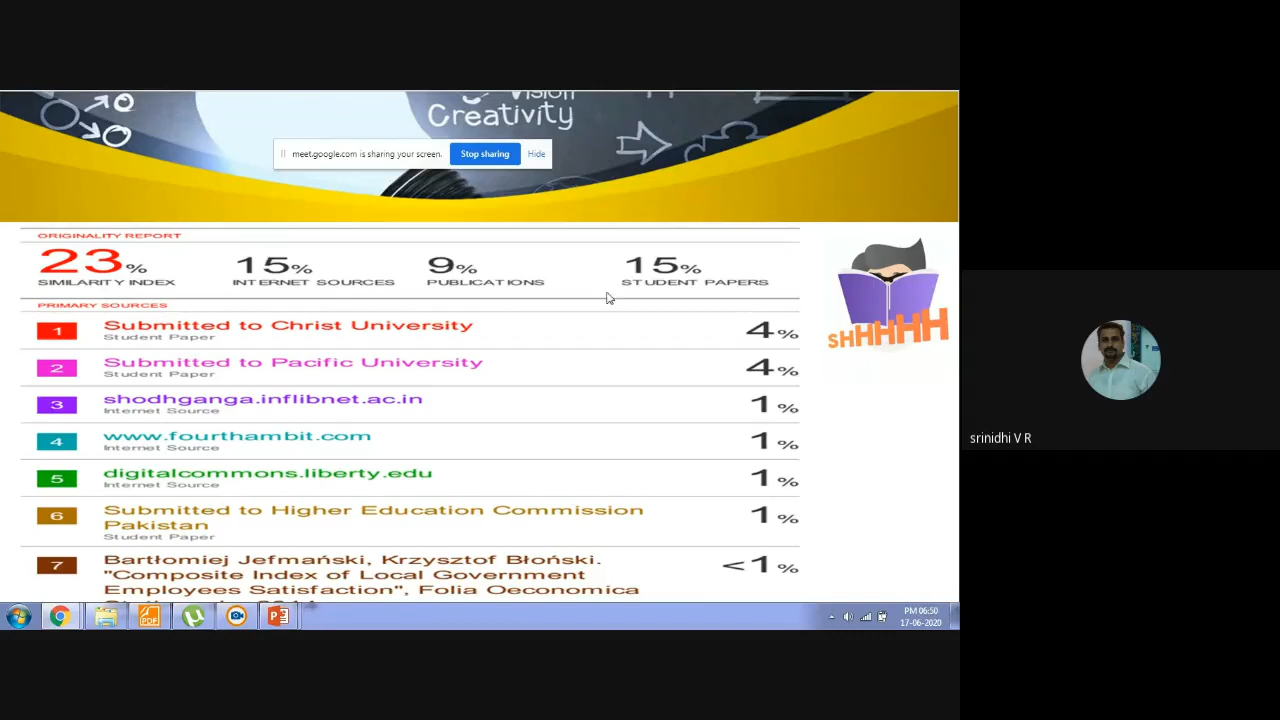 Vision
Creativity
meet.google.com is sharing your screen.
Stop sharing
Hide
ORIGINALITY REPORT
23%
SIMILARITY INDEX
15%
INTERNET SOURCES
9%
PUBLICATIONS
15%
STUDENT PAPERS
PRIMARY SOURCES
1
Submitted to Christ University
Student Paper
4%
2
Submitted to Pacific University
Student Paper
4%
3
shodhganga.inflibnet.ac.in
Internet Source
1%
4
www.fourthambit.com
Internet Source
1%
5
digitalcommons.liberty.edu
Internet Source
1%
6
Submitted to Higher Education Commission
Pakistan
Student Paper
1%
7
Bartłomiej Jefmański, Krzysztof Błoński.
"Composite Index of Local Government
Employees Satisfaction", Folia Oeconomica
<1%
SHHHHHH
srinidhi V R
PDF
PM 06:50
17-06-2020